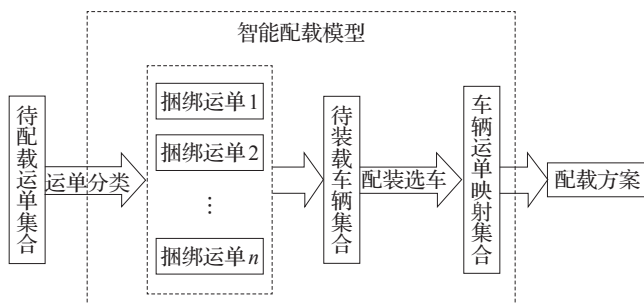 智能配载模型
待配载运单集合
运单分类
捆绑运单1
捆绑运单2
⋮
捆绑运单n
待装载车辆集合
配装选车
车辆运单映射集合
配载方案